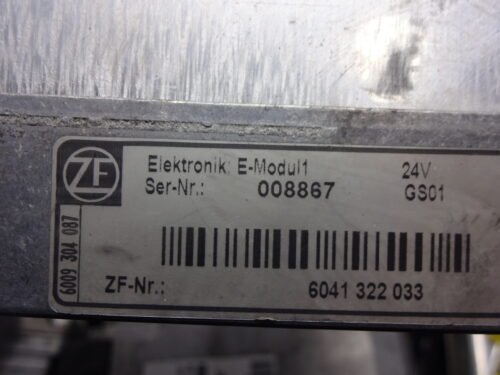 ZF
Elektronik: E-Modul1 24V
Ser-Nr.: 008867 GS01
6009 304 087
ZF-Nr.: 6041 322 033